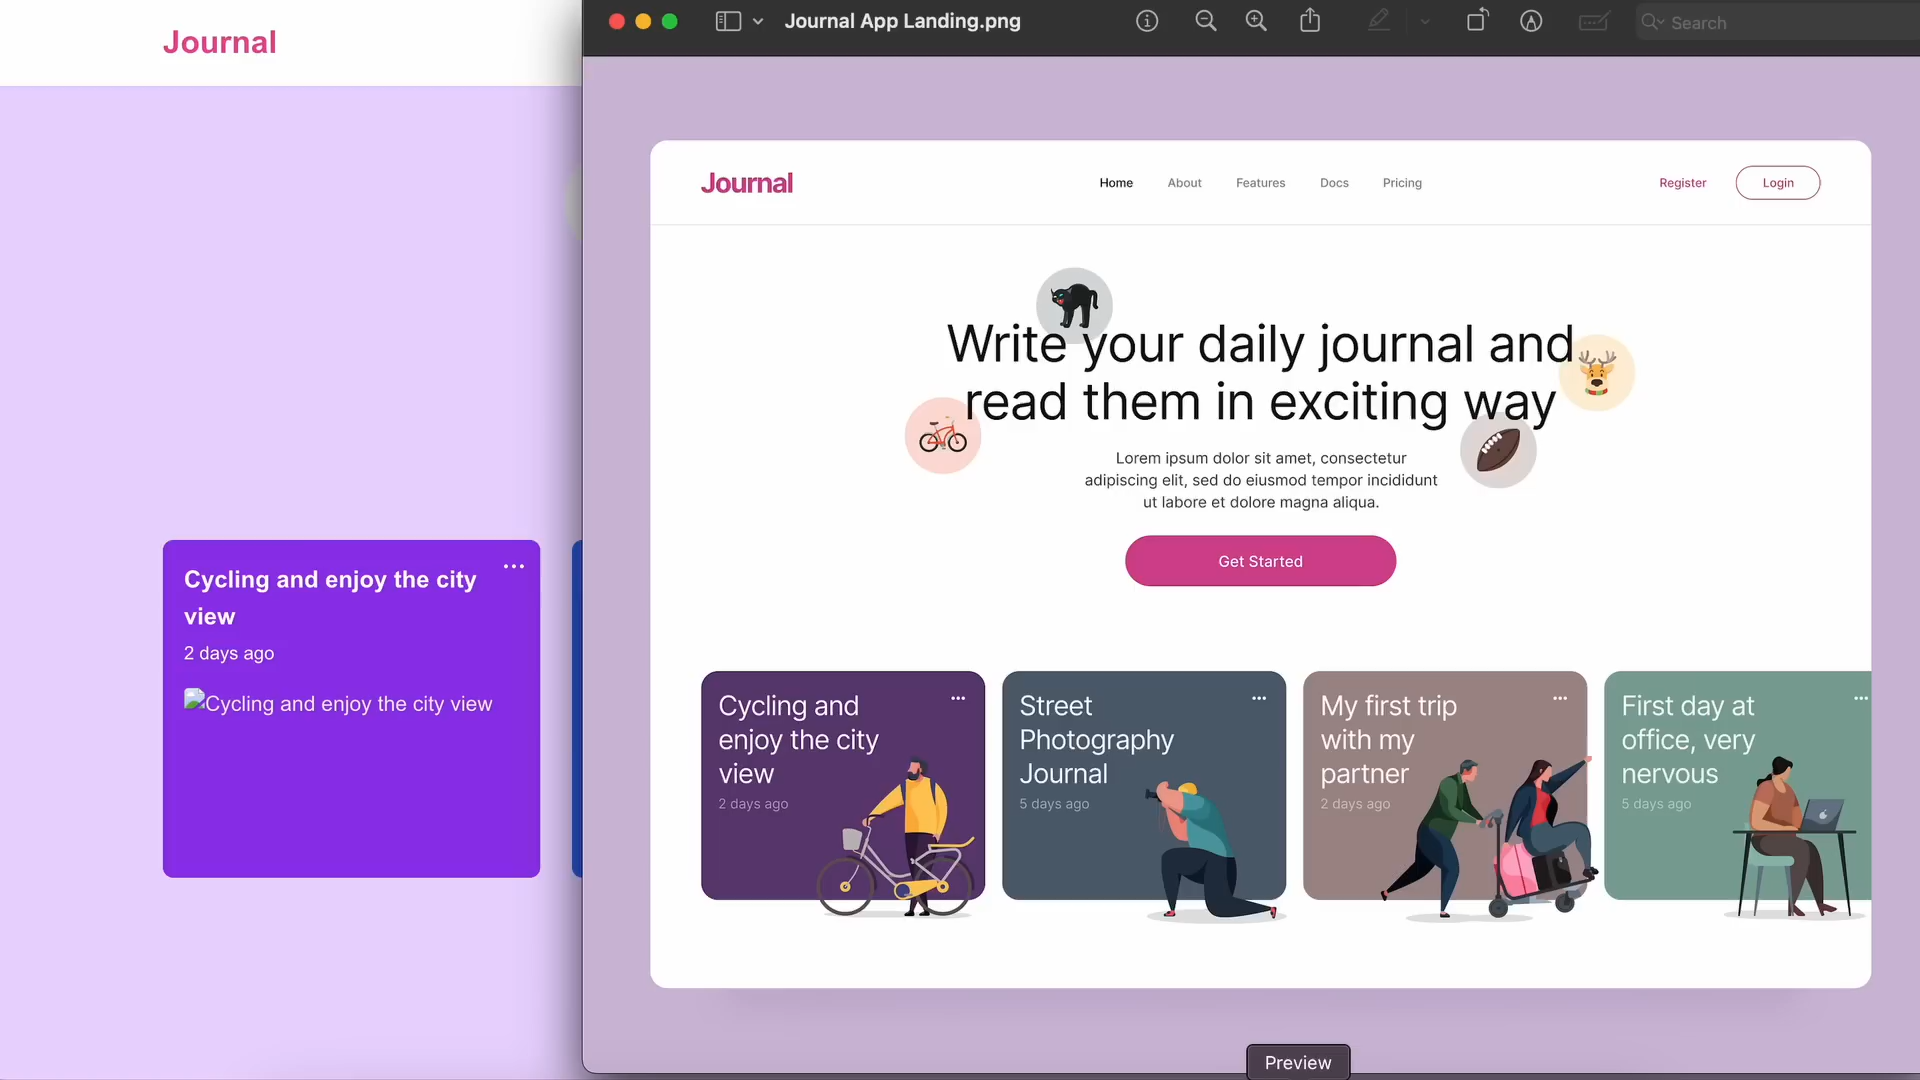 Journal
Cycling and enjoy the city
view
2 days ago
Cycling and enjoy the city view
Journal App Landing.png
Search
Journal
Home
About
Features
Docs
Pricing
Register
Login
Write your daily journal and
read them in exciting way
Lorem ipsum dolor sit amet, consectetur
adipiscing elit, sed do eiusmod tempor incididunt
ut labore et dolore magna aliqua.
Get Started
Cycling and
enjoy the city
view
2 days ago
Street
Photography
Journal
5 days ago
My first trip
with my
partner
2 days ago
First day at
office, very
nervous
5 days ago
Preview